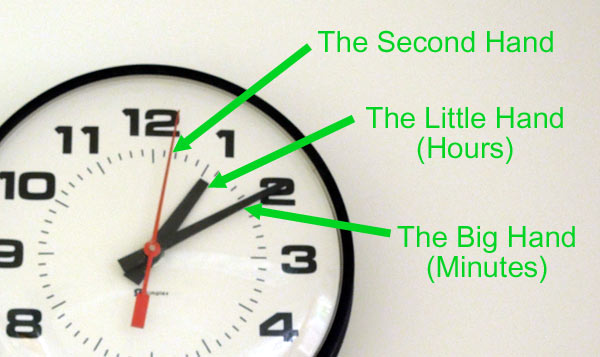 The Second Hand
The Little Hand
(Hours)
The Big Hand
(Minutes)
12
11
1
10
2
9
3
8
4
simplex